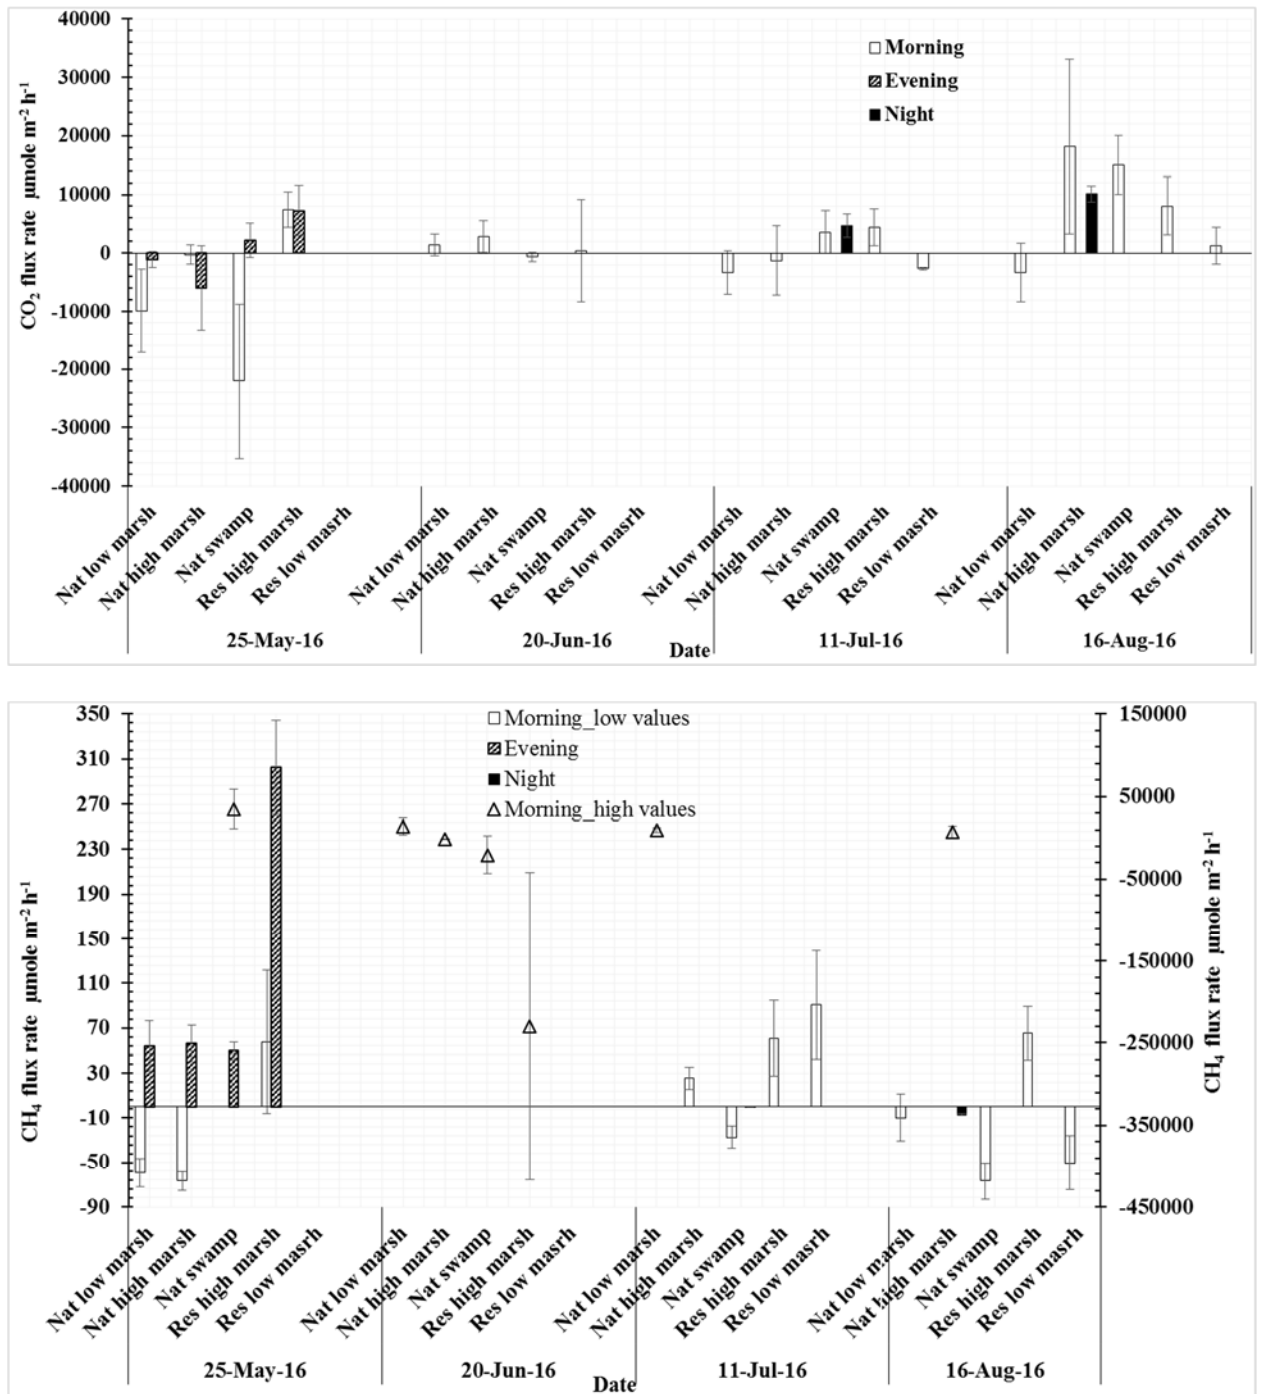 40000
30000
20000
10000
0
-10000
-20000
-30000
-40000
CO2 flux rate µmole m-2 h-1
Morning
Evening
Night
Nat low marsh
Nat high marsh
Nat swamp
Res high marsh
Res low masrh
Nat low marsh
Nat high marsh
Nat swamp
Res high marsh
Res low masrh
Nat low marsh
Nat high marsh
Nat swamp
Res high marsh
Res low masrh
Nat low marsh
Nat high marsh
Nat swamp
Res high marsh
Res low masrh
25-May-16 20-Jun-16 11-Jul-16 16-Aug-16
Date
350
310
270
230
190
150
110
70
30
-10
-50
-90
CH4 flux rate µmole m-2 h-1
Morning_low values
Evening
Night
Morning_high values
150000
50000
-50000
-150000
-250000
-350000
-450000
CH4 flux rate µmole m-2 h-1
Nat low marsh
Nat high marsh
Nat swamp
Res high marsh
Res low masrh
Nat low marsh
Nat high marsh
Nat swamp
Res high marsh
Res low masrh
Nat low marsh
Nat high marsh
Nat swamp
Res high marsh
Res low masrh
Nat low marsh
Nat high marsh
Nat swamp
Res high marsh
Res low masrh
25-May-16 20-Jun-16 11-Jul-16 16-Aug-16
Date